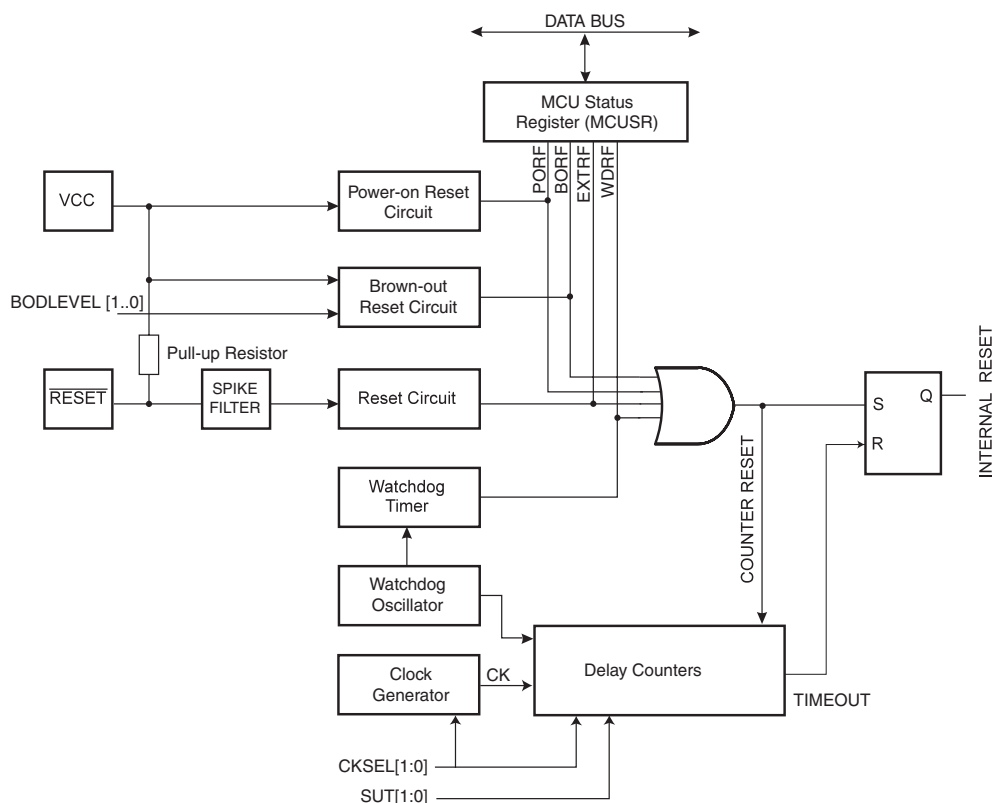 DATA BUS
MCU Status
Register (MCUSR)
PORF
BORF
EXTRF
WDRF
VCC
Power-on Reset
Circuit
BODLEVEL [1..0]
Brown-out
Reset Circuit
Pull-up Resistor
RESET
SPIKE
FILTER
Reset Circuit
S
Q
R
INTERNAL RESET
Watchdog
Timer
COUNTER RESET
Watchdog
Oscillator
Clock
Generator
CK
Delay Counters
TIMEOUT
CKSEL[1:0]
SUT[1:0]